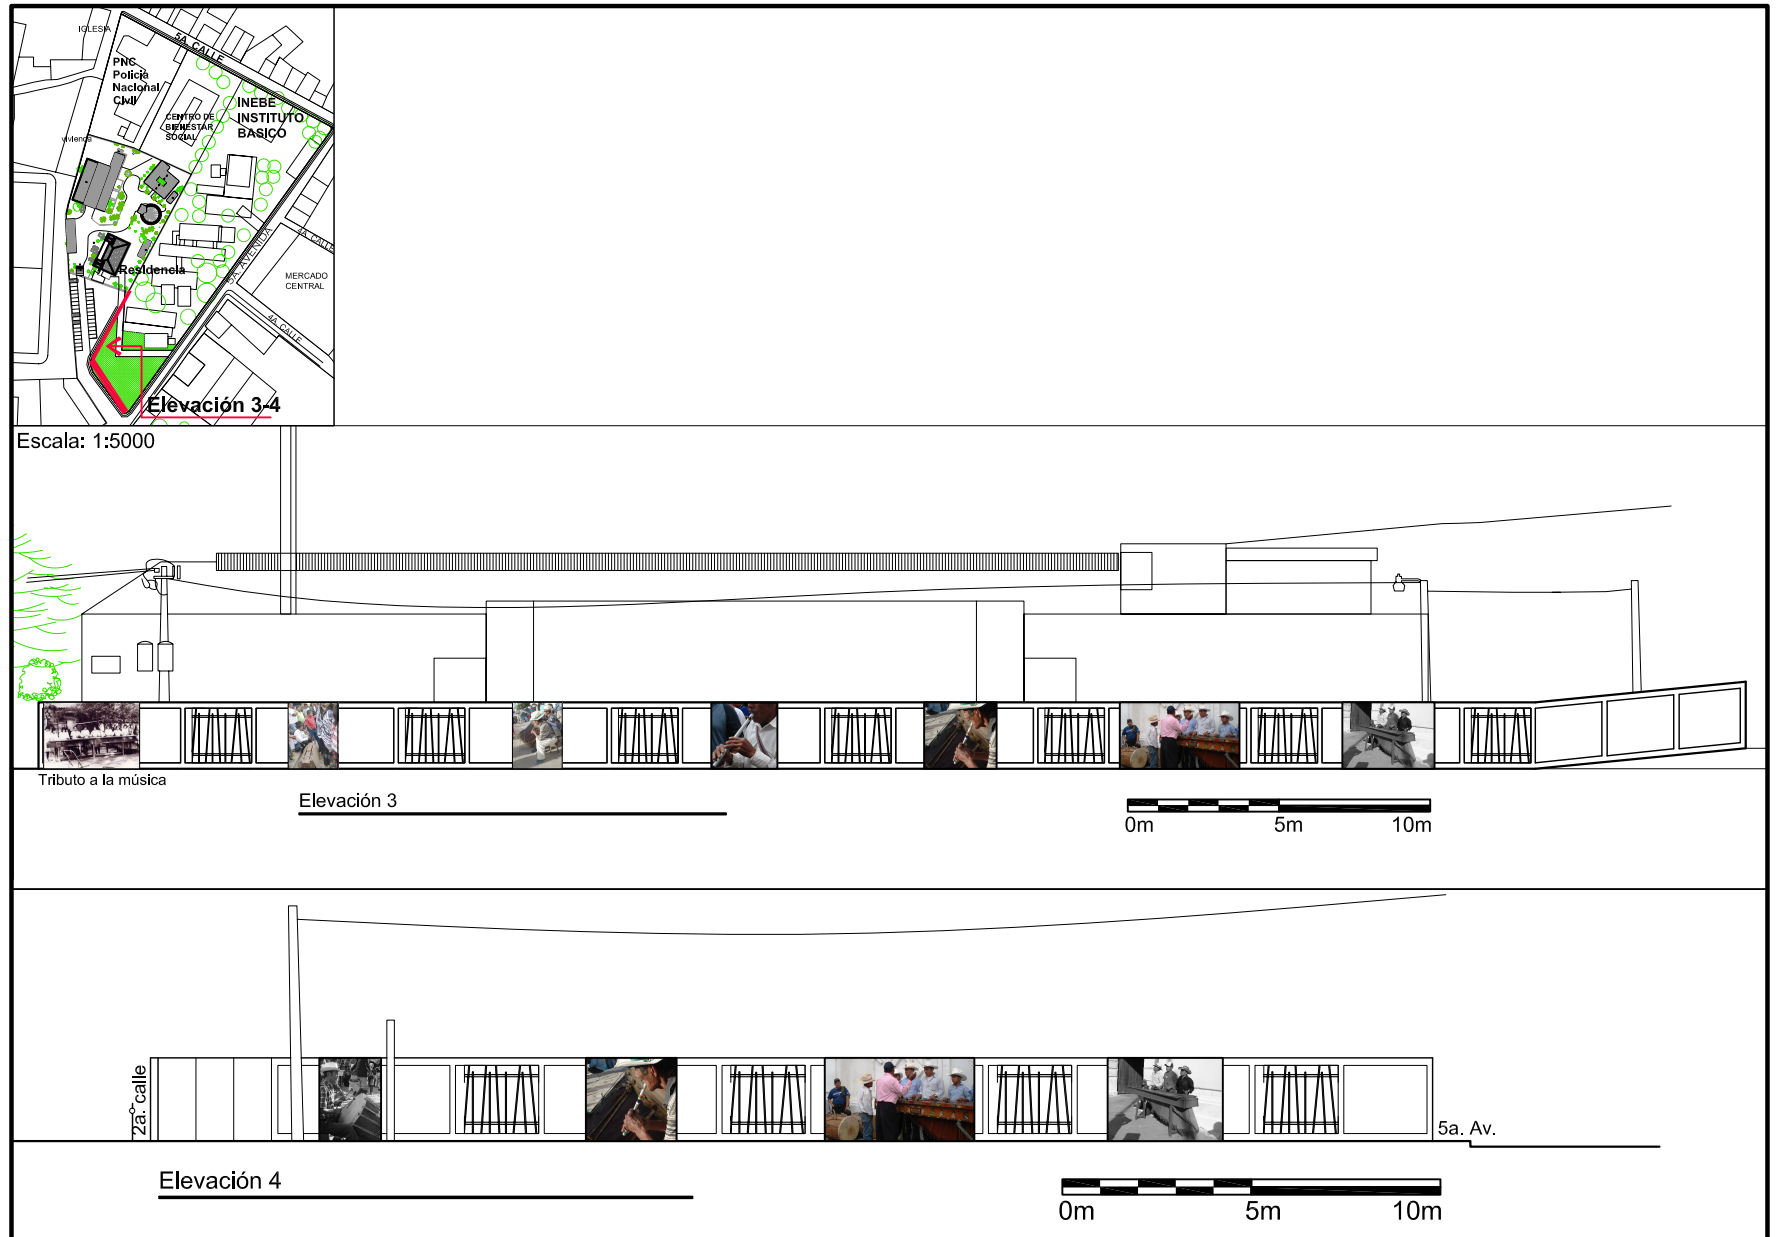 IGLESIA
5A. CALLE
PNC
Policia
Nacional
Civil
CENTRO DE
BIENESTAR
SOCIAL
INEBE
INSTITUTO
BASICO
vivienda
5A. AVENIDA
4A. CALLE
Residencia
MERCADO
CENTRAL
4A. CALLE
Elevación 3-4
Escala: 1:5000
Tributo a la música
Elevación 3
0m 5m 10m
2a. calle
5a. Av.
Elevación 4
0m 5m 10m